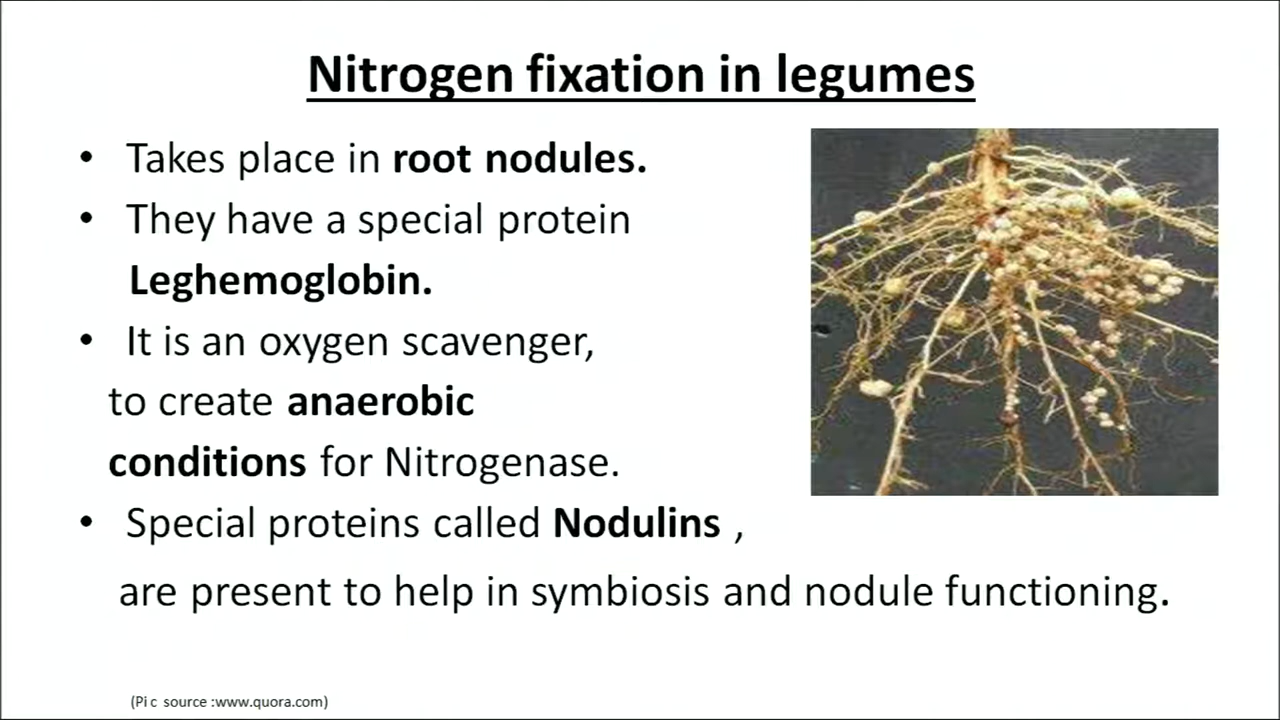 Nitrogen fixation in legumes
• Takes place in root nodules.
• They have a special protein
Leghemoglobin.
• It is an oxygen scavenger,
to create anaerobic
conditions for Nitrogenase.
• Special proteins called Nodulins ,
are present to help in symbiosis and nodule functioning.
(Pi c source :www.quora.com)